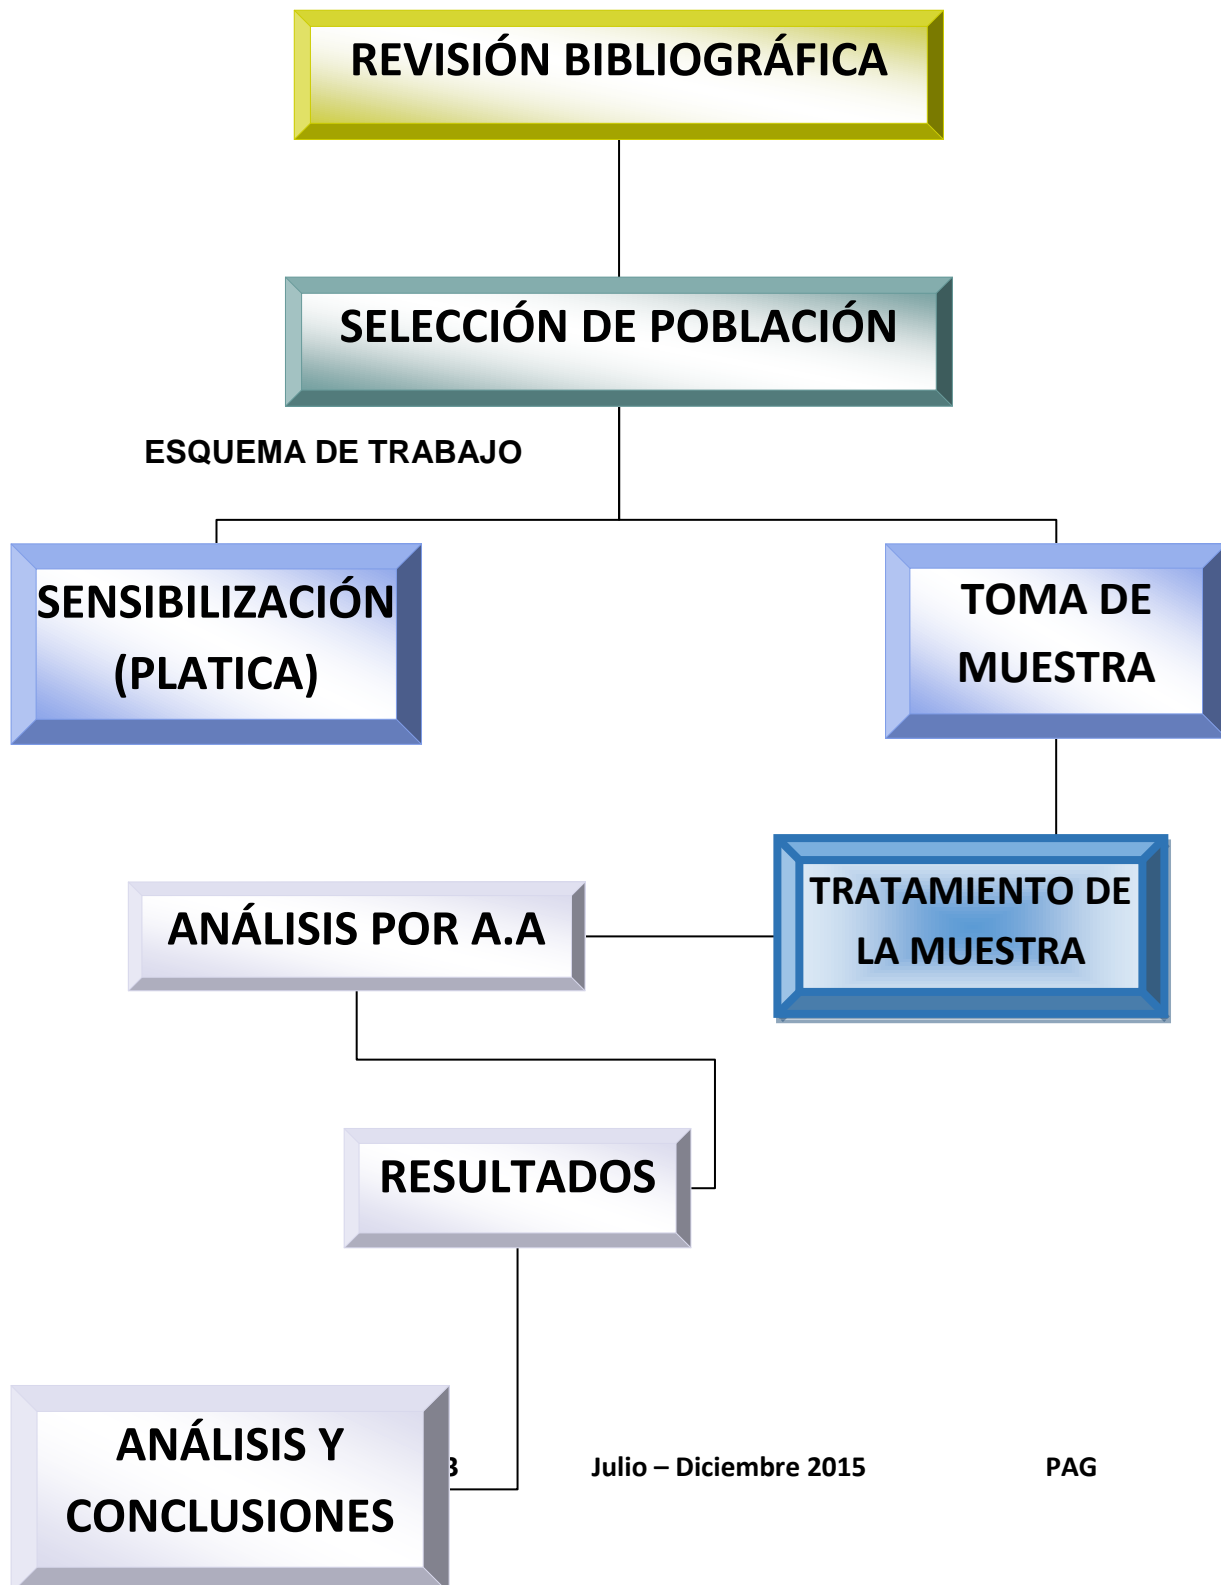 REVISIÓN BIBLIOGRÁFICA
SELECCIÓN DE POBLACIÓN
ESQUEMA DE TRABAJO
SENSIBILIZACIÓN
(PLATICA)
TOMA DE
MUESTRA
TRATAMIENTO DE
LA MUESTRA
ANÁLISIS POR A.A
RESULTADOS
ANÁLISIS Y
CONCLUSIONES
Julio – Diciembre 2015 PAG